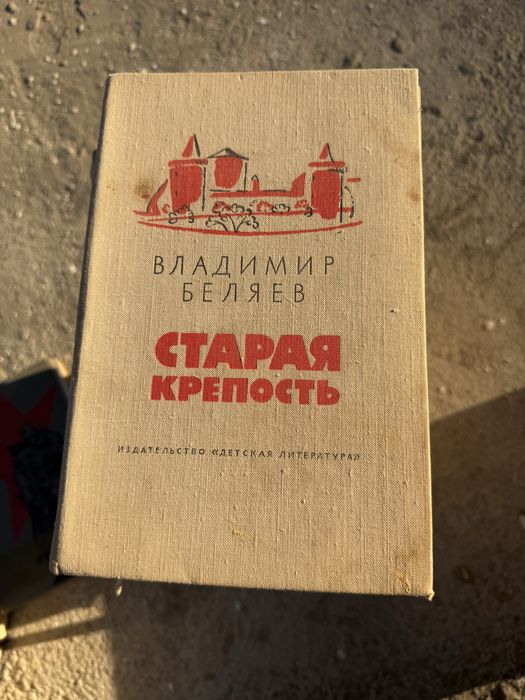 ВЛАДИМИР
БЕЛЯЕВ
СТАРАЯ
КРЕПОСТЬ
ИЗДАТЕЛЬСТВО «ДЕТСКАЯ ЛИТЕРАТУРА»